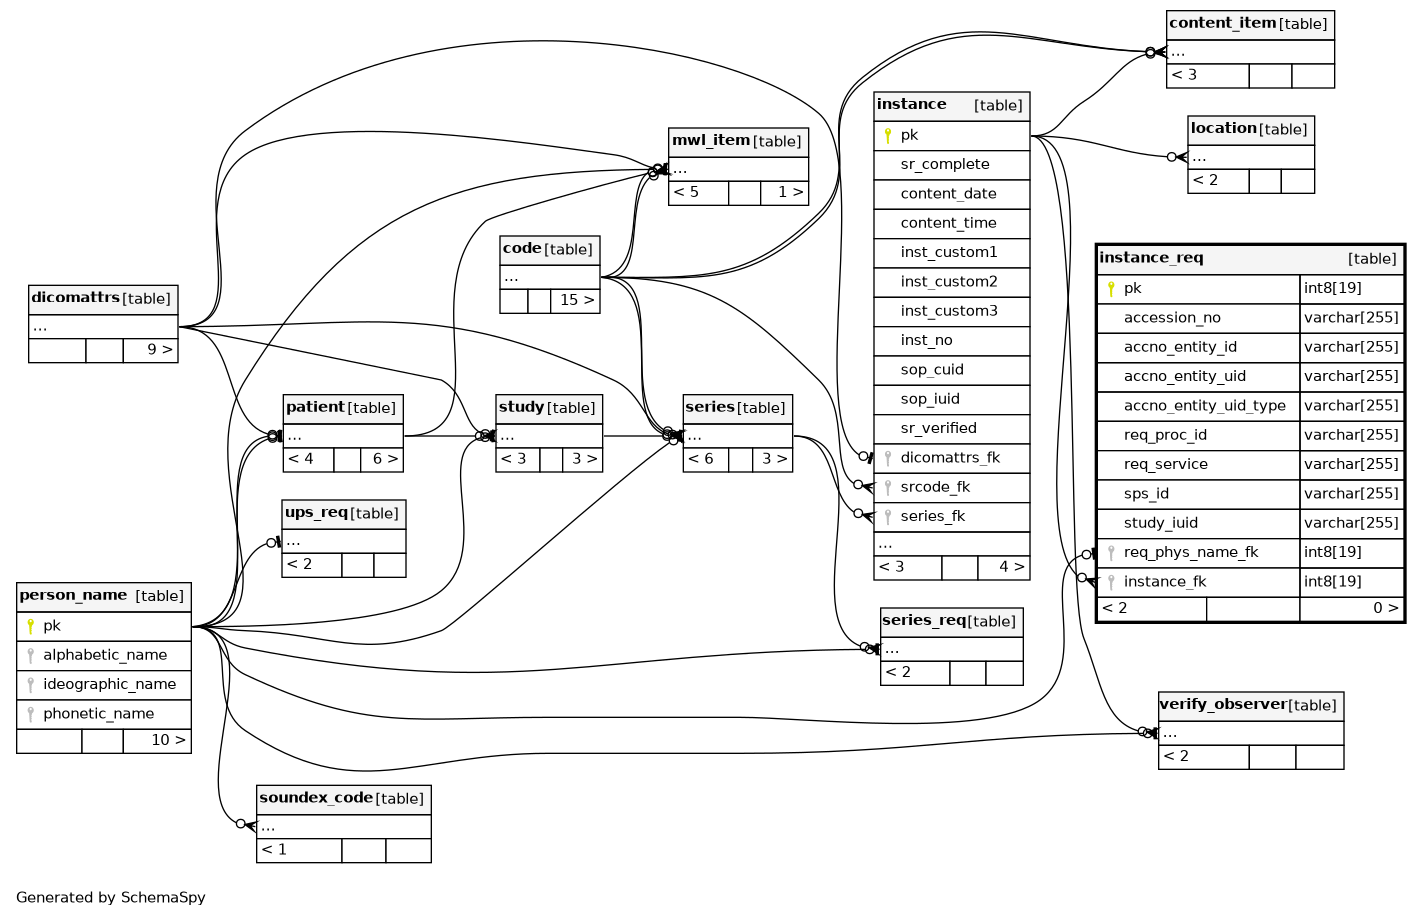 content_item [table]
...
< 3
instance [table]
pk
sr_complete
content_date
content_time
inst_custom1
inst_custom2
inst_custom3
inst_no
sop_cuid
sop_iuid
sr_verified
dicomattrs_fk
srcode_fk
series_fk
...
< 3 4 >
location [table]
...
< 2
mwl_item [table]
...
< 5 1 >
code [table]
...
15 >
instance_req [table]
pk int8[19]
accession_no varchar[255]
accno_entity_id varchar[255]
accno_entity_uid varchar[255]
accno_entity_uid_type varchar[255]
req_proc_id varchar[255]
req_service varchar[255]
sps_id varchar[255]
study_iuid varchar[255]
req_phys_name_fk int8[19]
instance_fk int8[19]
< 2 0 >
dicomattrs [table]
...
9 >
patient [table]
...
< 4 6 >
study [table]
...
< 3 3 >
series [table]
...
< 6 3 >
ups_req [table]
...
< 2
person_name [table]
pk
alphabetic_name
ideographic_name
phonetic_name
10 >
series_req [table]
...
< 2
verify_observer [table]
...
< 2
soundex_code [table]
...
< 1
Generated by SchemaSpy